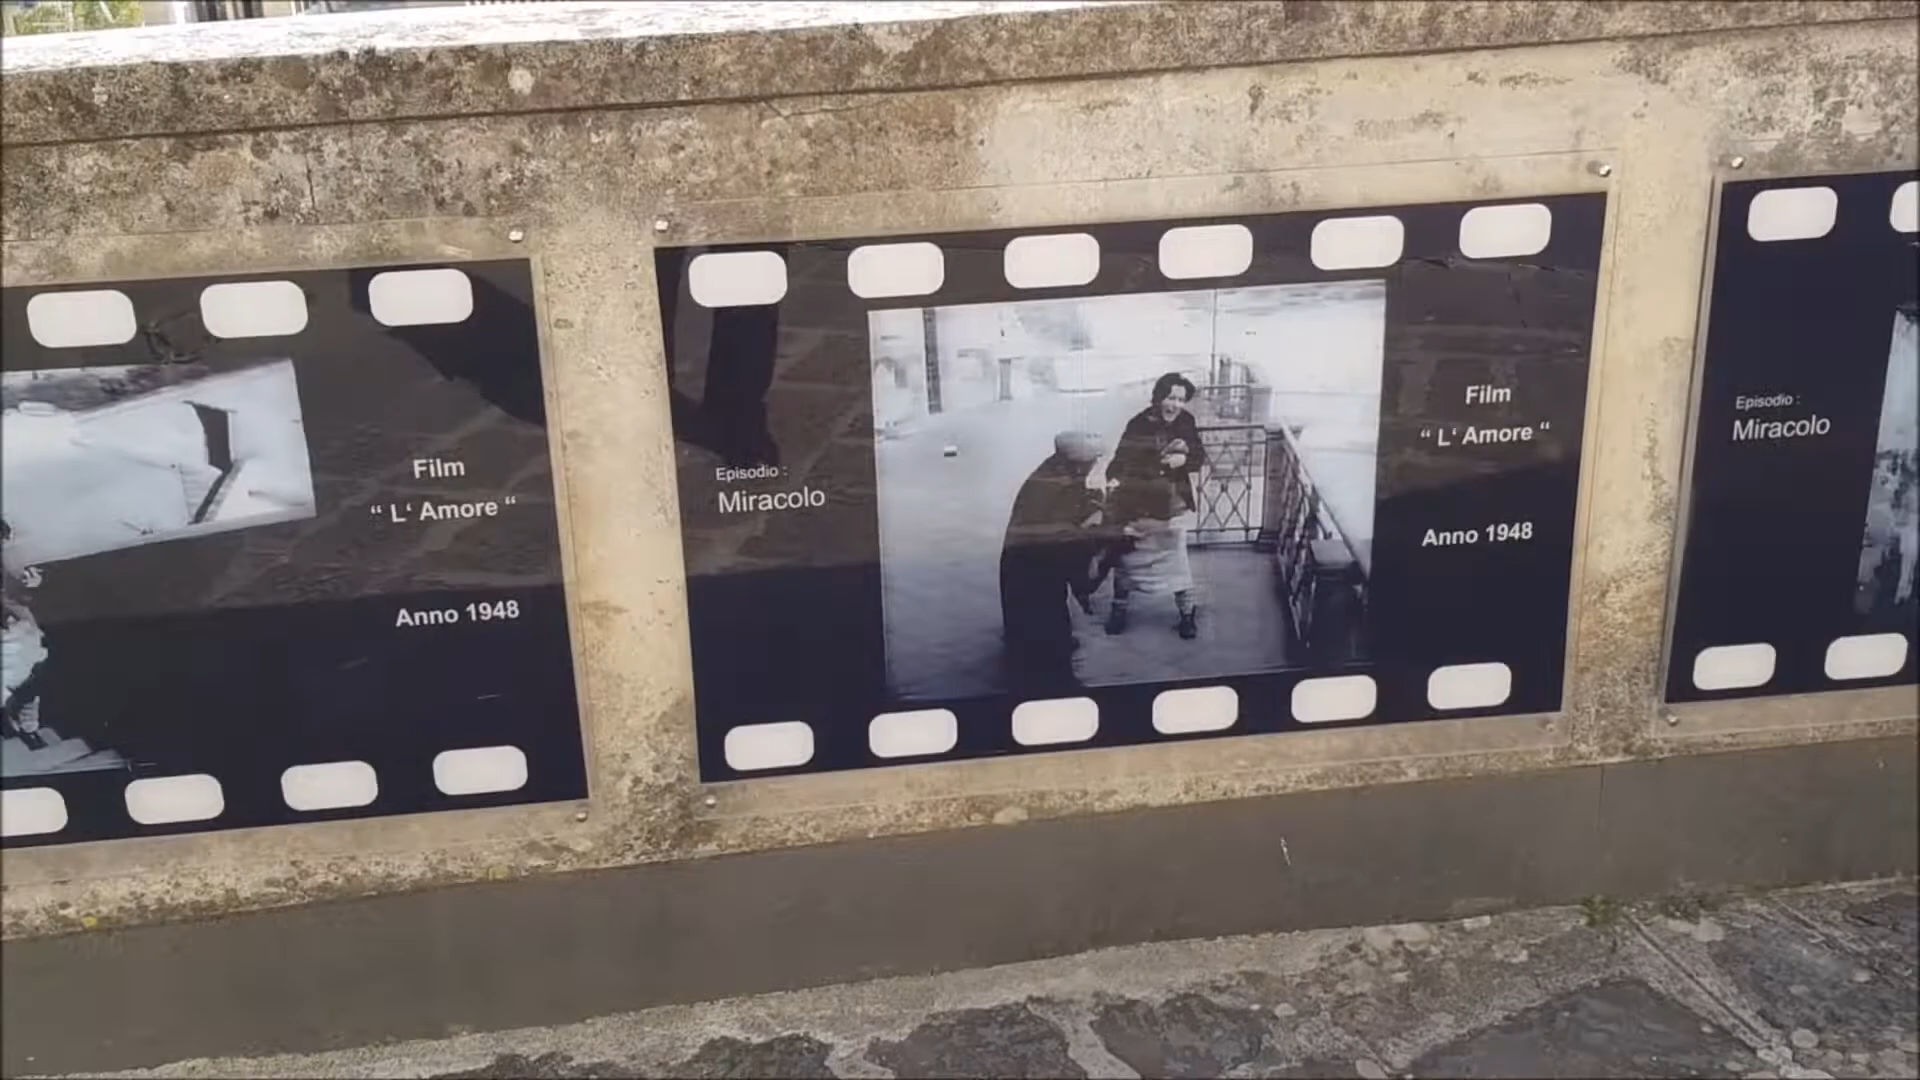 Film
“ L‘ Amore “
Anno 1948
Episodio :
Miracolo
Film
“ L‘ Amore “
Anno 1948
Episodio :
Miracolo